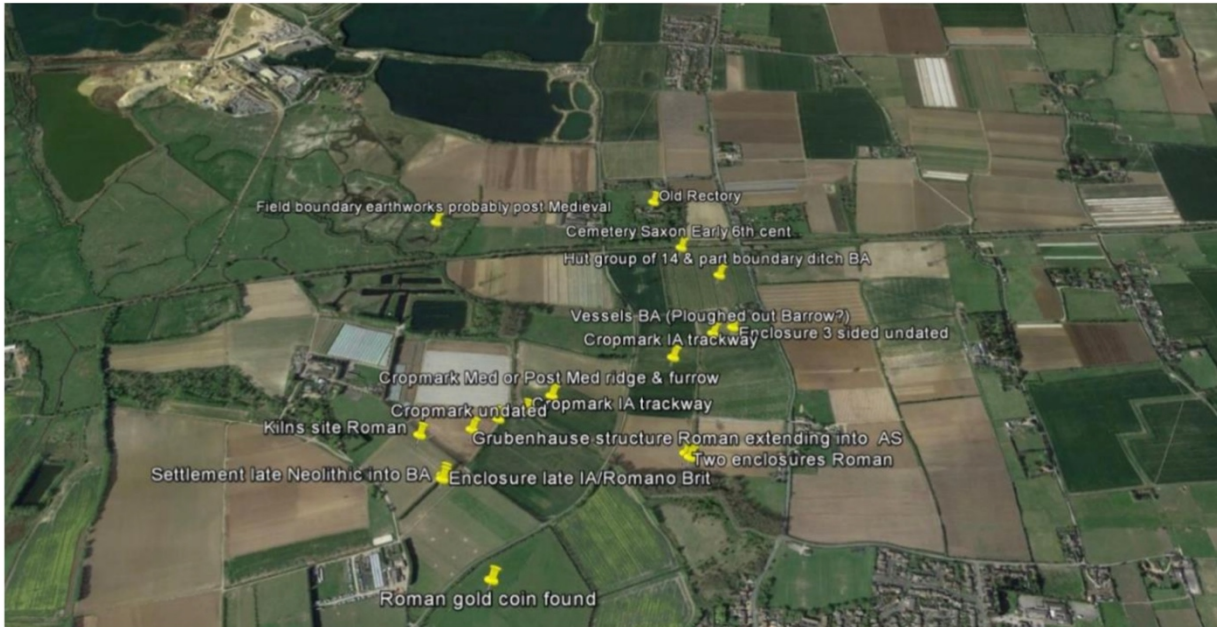 Old Rectory
Field boundary earthworks probably post Medieval
Cemetery Saxon Early 6th cent
Hut group of 14 & part boundary ditch BA
Vessels BA (Ploughed out Barrow?)
Enclosure 3 sided undated
Cropmark IA trackway
Cropmark Med or Post Med ridge & furrow
Cropmark IA trackway
Cropmark undated
Kilns site Roman
Grubenhause structure Roman extending into AS
Two enclosures Roman
Settlement late Neolithic into BA
Enclosure late IA/Romano Brit
Roman gold coin found